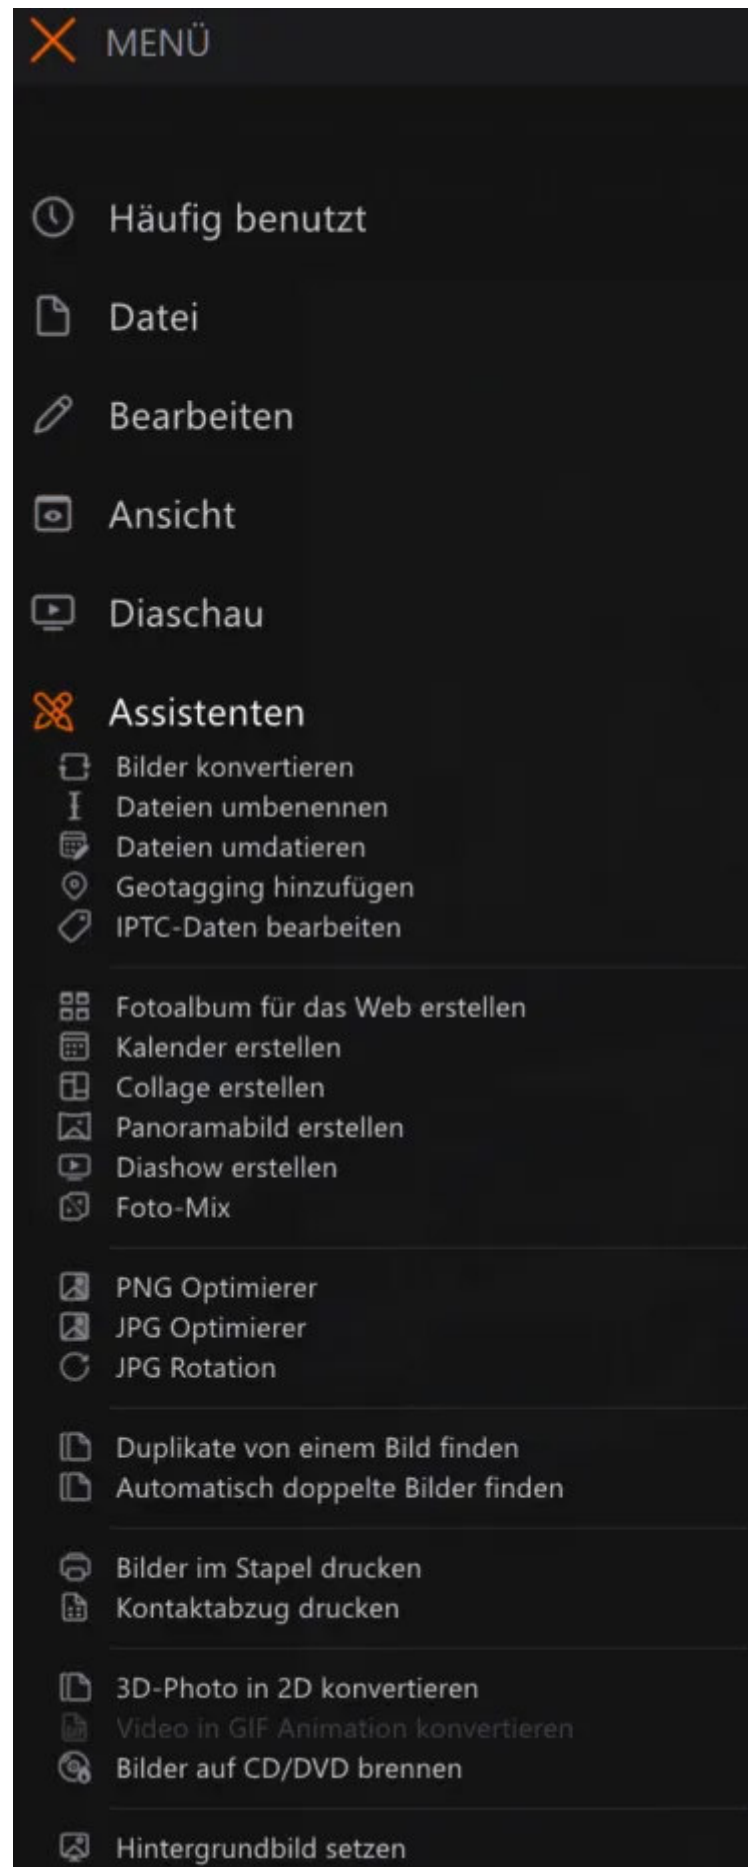 MENÜ
Häufig benutzt
Datei
Bearbeiten
Ansicht
Diaschau
Assistenten
Bilder konvertieren
Dateien umbenennen
Dateien umdatieren
Geotagging hinzufügen
IPTC-Daten bearbeiten
Fotoalbum für das Web erstellen
Kalender erstellen
Collage erstellen
Panoramabild erstellen
Diashow erstellen
Foto-Mix
PNG Optimierer
JPG Optimierer
JPG Rotation
Duplikate von einem Bild finden
Automatisch doppelte Bilder finden
Bilder im Stapel drucken
Kontaktabzug drucken
3D-Photo in 2D konvertieren
Video in GIF Animation konvertieren
Bilder auf CD/DVD brennen
Hintergrundbild setzen